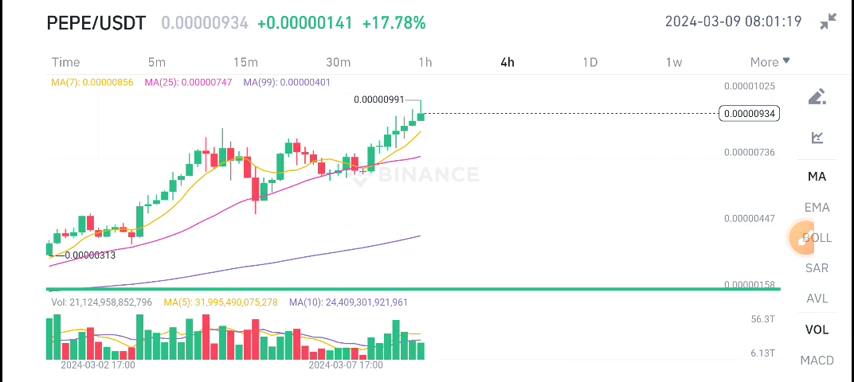 PEPE/USDT 0.00000934 +0.00000141 +17.78% 2024-03-09 08:01:19
Time 5m 15m 30m 1h 4h 1D 1w More
MA(7): 0.00000856 MA(25): 0.00000747 MA(99): 0.00000401
0.00001025
0.00000991
0.00000934
0.00000736
BINANCE
0.00000447
0.00000313
0.00000158
MA
EMA
BOLL
SAR
AVL
VOL
MACD
Vol: 21,124,958,852,796 MA(5): 31,995,490,075,278 MA(10): 24,409,301,921,961
56.3T
6.13T
2024-03-02 17:00 2024-03-07 17:00